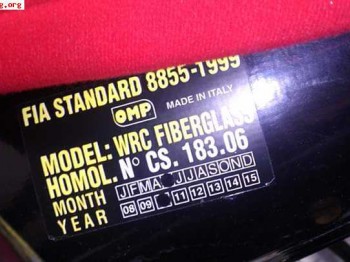 g.org
FIA STANDARD 8855-1999
OMP MADE IN ITALY
MODEL: WRC FIBERGLASS
HOMOL. N° CS. 183.06
MONTH J F M A J J A S O N D
YEAR 08 09 11 12 13 14 15